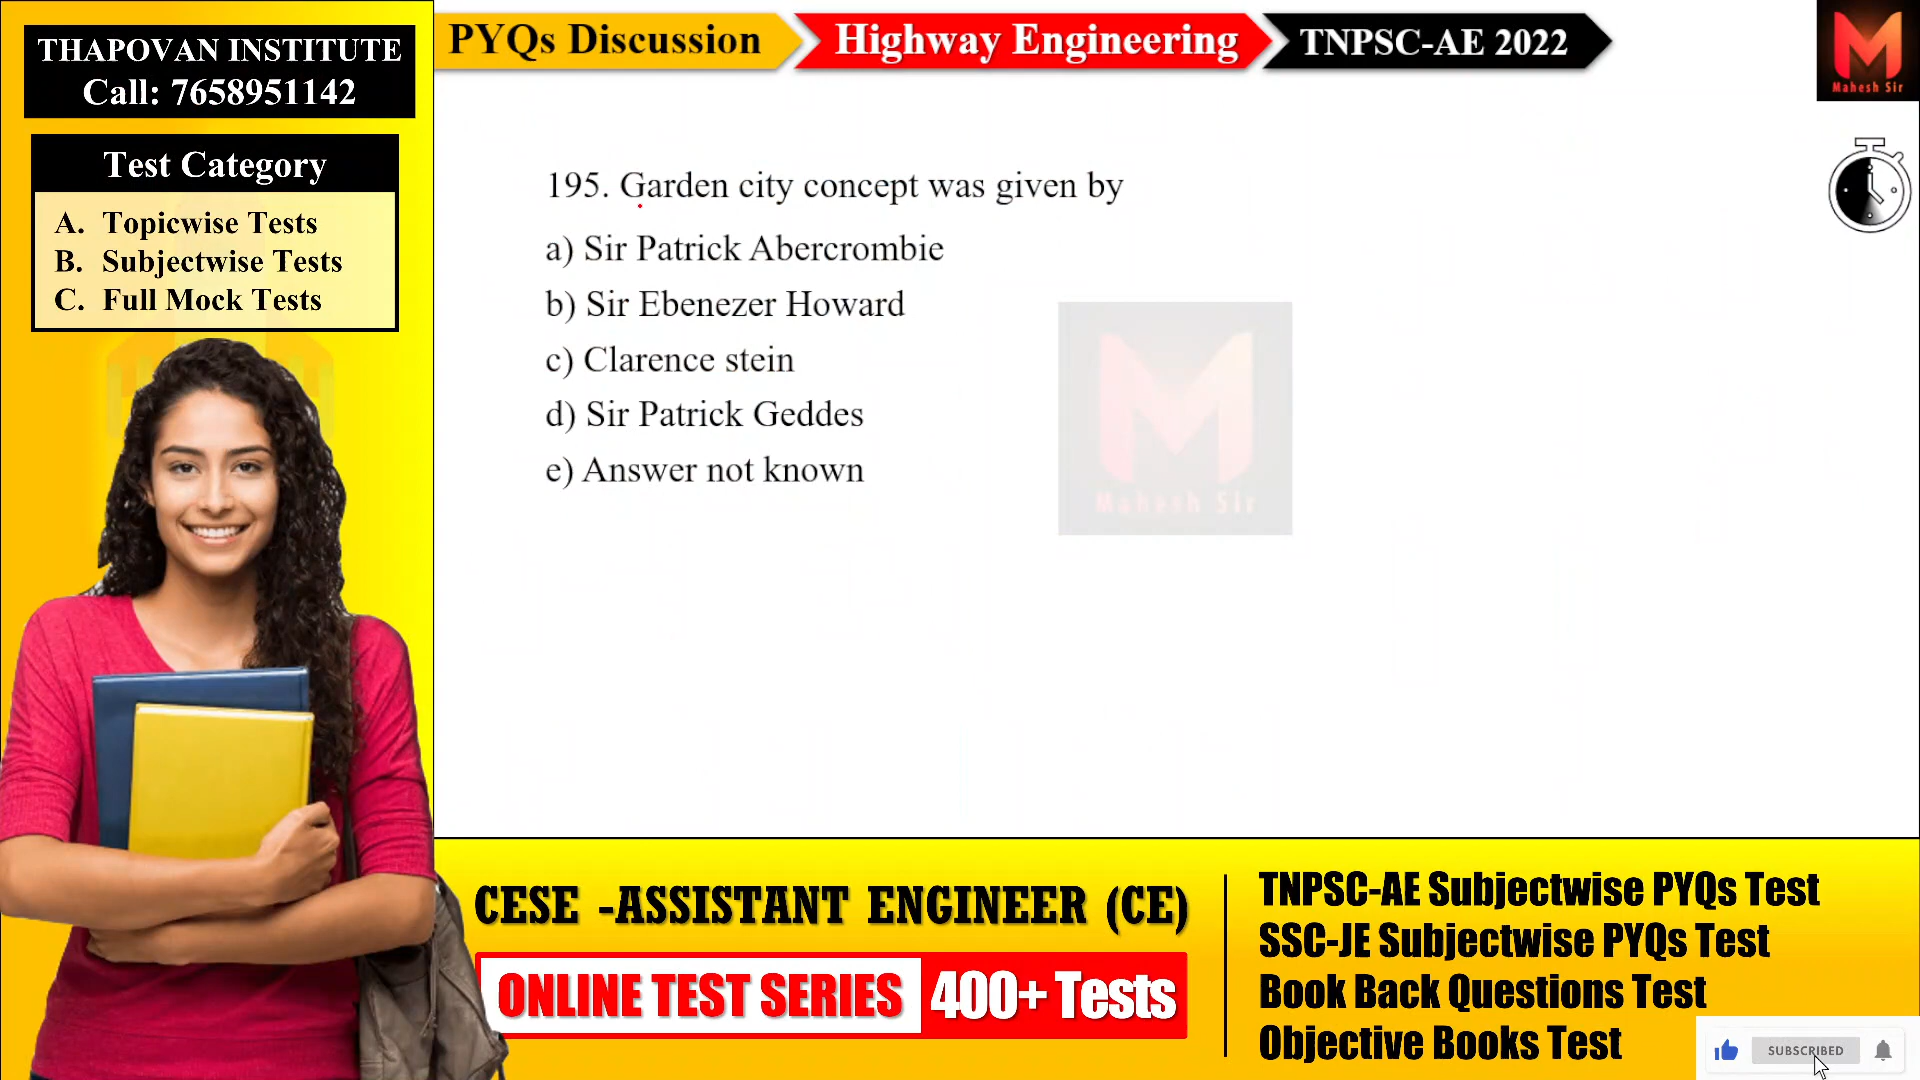 THAPOVAN INSTITUTE
Call: 7658951142
Test Category
A. Topicwise Tests
B. Subjectwise Tests
C. Full Mock Tests
PYQs Discussion
Highway Engineering
TNPSC-AE 2022
Mahesh Sir
195. Garden city concept was given by
a) Sir Patrick Abercrombie
b) Sir Ebenezer Howard
c) Clarence stein
d) Sir Patrick Geddes
e) Answer not known
Mahesh Sir
CESE -ASSISTANT ENGINEER (CE)
ONLINE TEST SERIES 400+ Tests
TNPSC-AE Subjectwise PYQs Test
SSC-JE Subjectwise PYQs Test
Book Back Questions Test
Objective Books Test
SUBSCRIBED